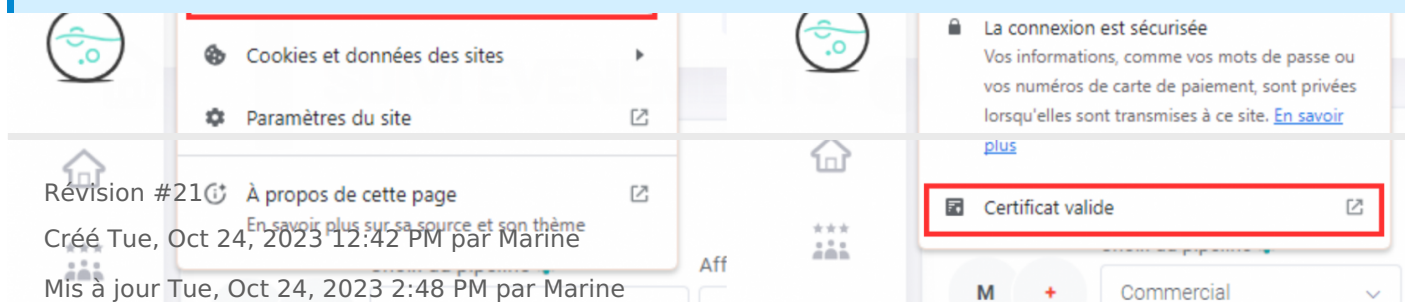 Cookies et données des sites
Paramètres du site
À propos de cette page
En savoir plus sur sa source et son thème
Révision #21
Créé Tue, Oct 24, 2023 12:42 PM par Marine
Mis à jour Tue, Oct 24, 2023 2:48 PM par Marine
Aff
La connexion est sécurisée
Vos informations, comme vos mots de passe ou
vos numéros de carte de paiement, sont privées
lorsqu'elles sont transmises à ce site. En savoir
plus
Certificat valide
M +
Commercial